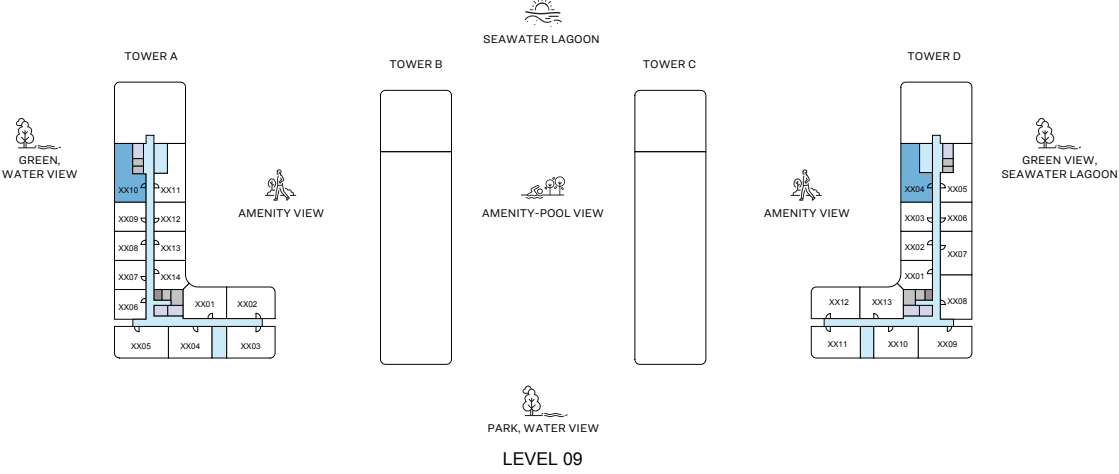 SEAWATER LAGOON
TOWER A
TOWER B
TOWER C
TOWER D
GREEN,
WATER VIEW
AMENITY VIEW
AMENITY-POOL VIEW
AMENITY VIEW
GREEN VIEW,
SEAWATER LAGOON
XX10
XX11
XX09
XX12
XX08
XX13
XX07
XX14
XX06
XX01
XX02
XX05
XX04
XX03
XX04
XX05
XX03
XX06
XX02
XX07
XX01
XX12
XX13
XX08
XX11
XX10
XX09
PARK, WATER VIEW
LEVEL 09